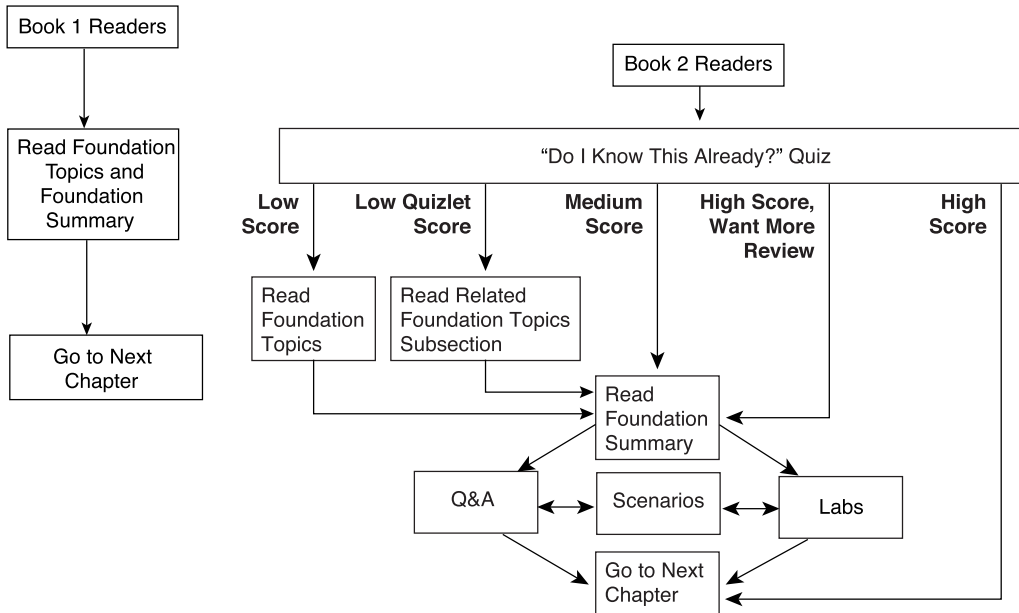 Book 1 Readers
Read Foundation
Topics and
Foundation
Summary
Go to Next
Chapter
Book 2 Readers
“Do I Know This Already?” Quiz
Low
Score
Low Quizlet
Score
Medium
Score
High Score,
Want More
Review
High
Score
Read
Foundation
Topics
Read Related
Foundation Topics
Subsection
Read
Foundation
Summary
Q&A
Scenarios
Labs
Go to Next
Chapter